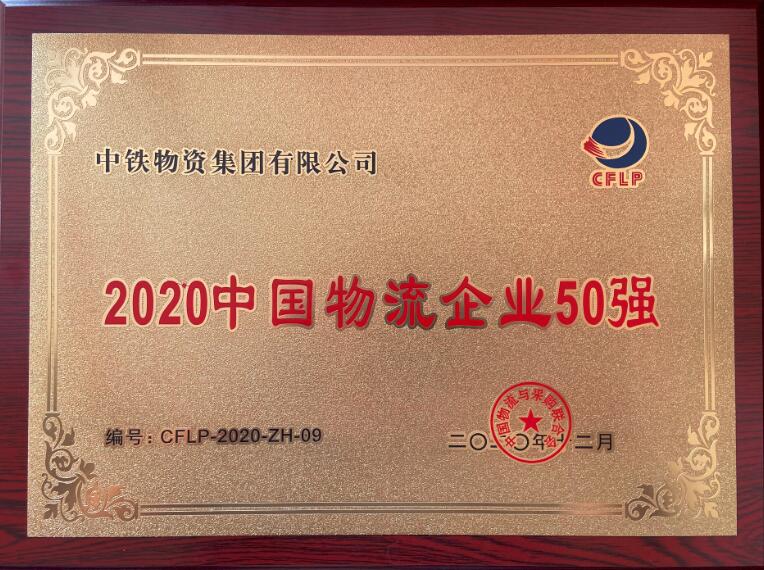 中铁物资集团有限公司
CFLP
2020中国物流企业50强
中国物流与采购联合会
编号：CFLP-2020-ZH-09
二〇二〇年十二月